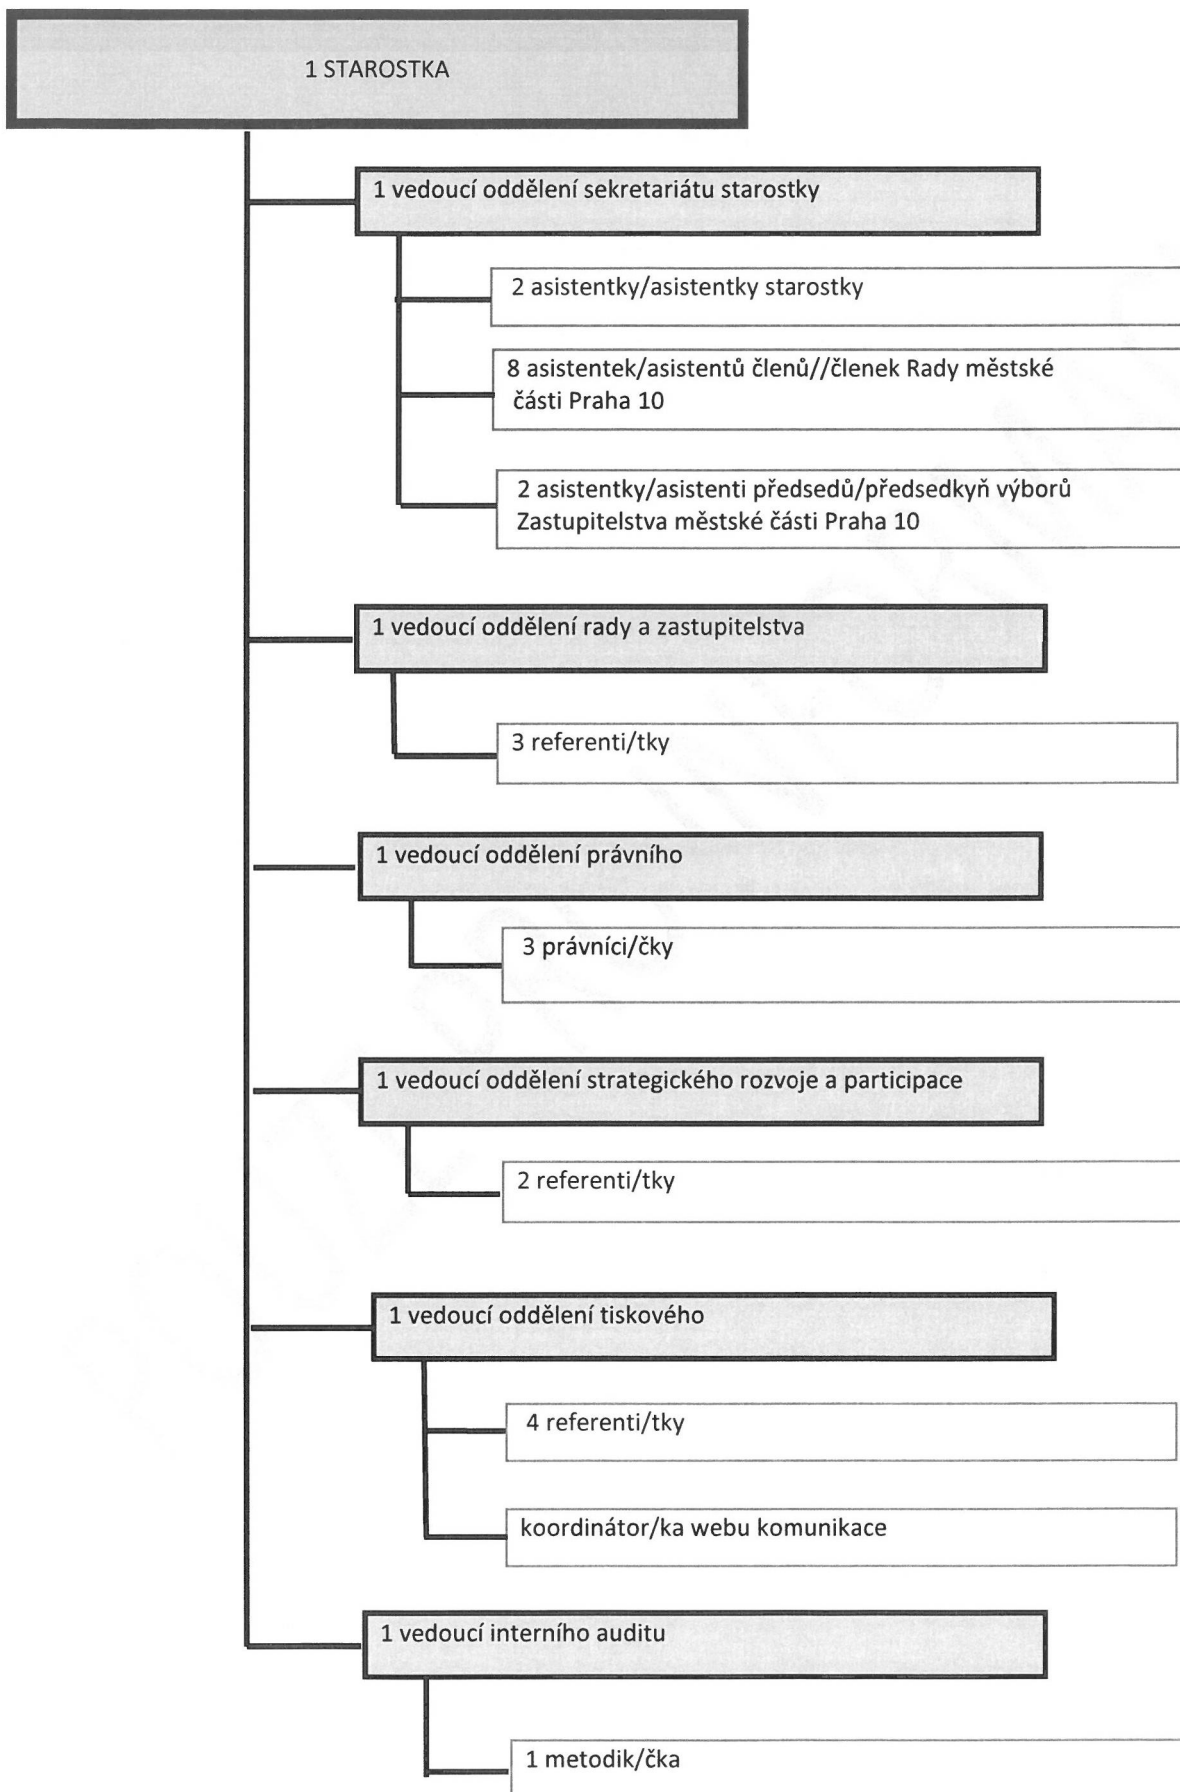 1 STAROSTKA
1 vedoucí oddělení sekretariátu starostky
2 asistentky/asistentky starostky
8 asistentek/asistentů členů//členek Rady městské
části Praha 10
2 asistentky/asistenti předsedů/předsedkyň výborů
Zastupitelstva městské části Praha 10
1 vedoucí oddělení rady a zastupitelstva
3 referenti/tky
1 vedoucí oddělení právního
3 právníci/čky
1 vedoucí oddělení strategického rozvoje a participace
2 referenti/tky
1 vedoucí oddělení tiskového
4 referenti/tky
koordinátor/ka webu komunikace
1 vedoucí interního auditu
1 metodik/čka